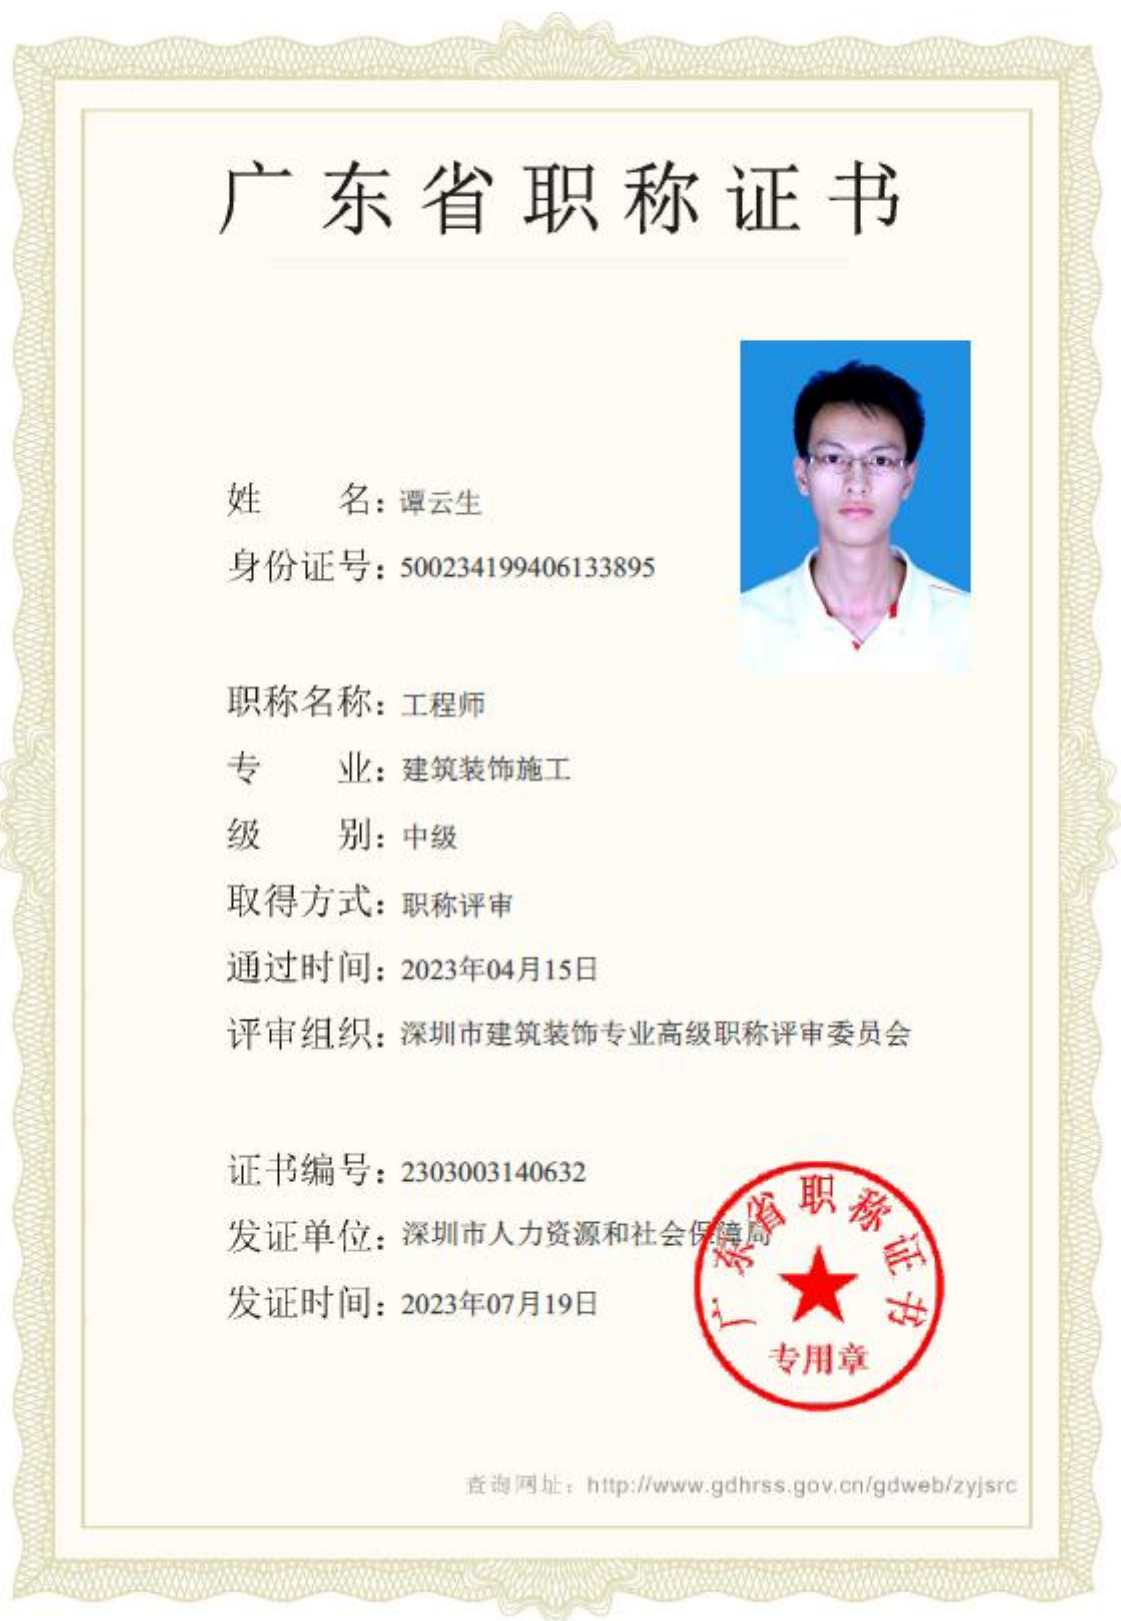 广东省职称证书
姓 名：谭云生
身份证号：500234199406133895
职称名称：工程师
专 业：建筑装饰施工
级 别：中级
取得方式：职称评审
通过时间：2023年04月15日
评审组织：深圳市建筑装饰专业高级职称评审委员会
证书编号：2303003140632
发证单位：深圳市人力资源和社会保障局
发证时间：2023年07月19日
广东省职称证书
专用章
查询网址：http://www.gdhrss.gov.cn/gdweb/zyjsrc